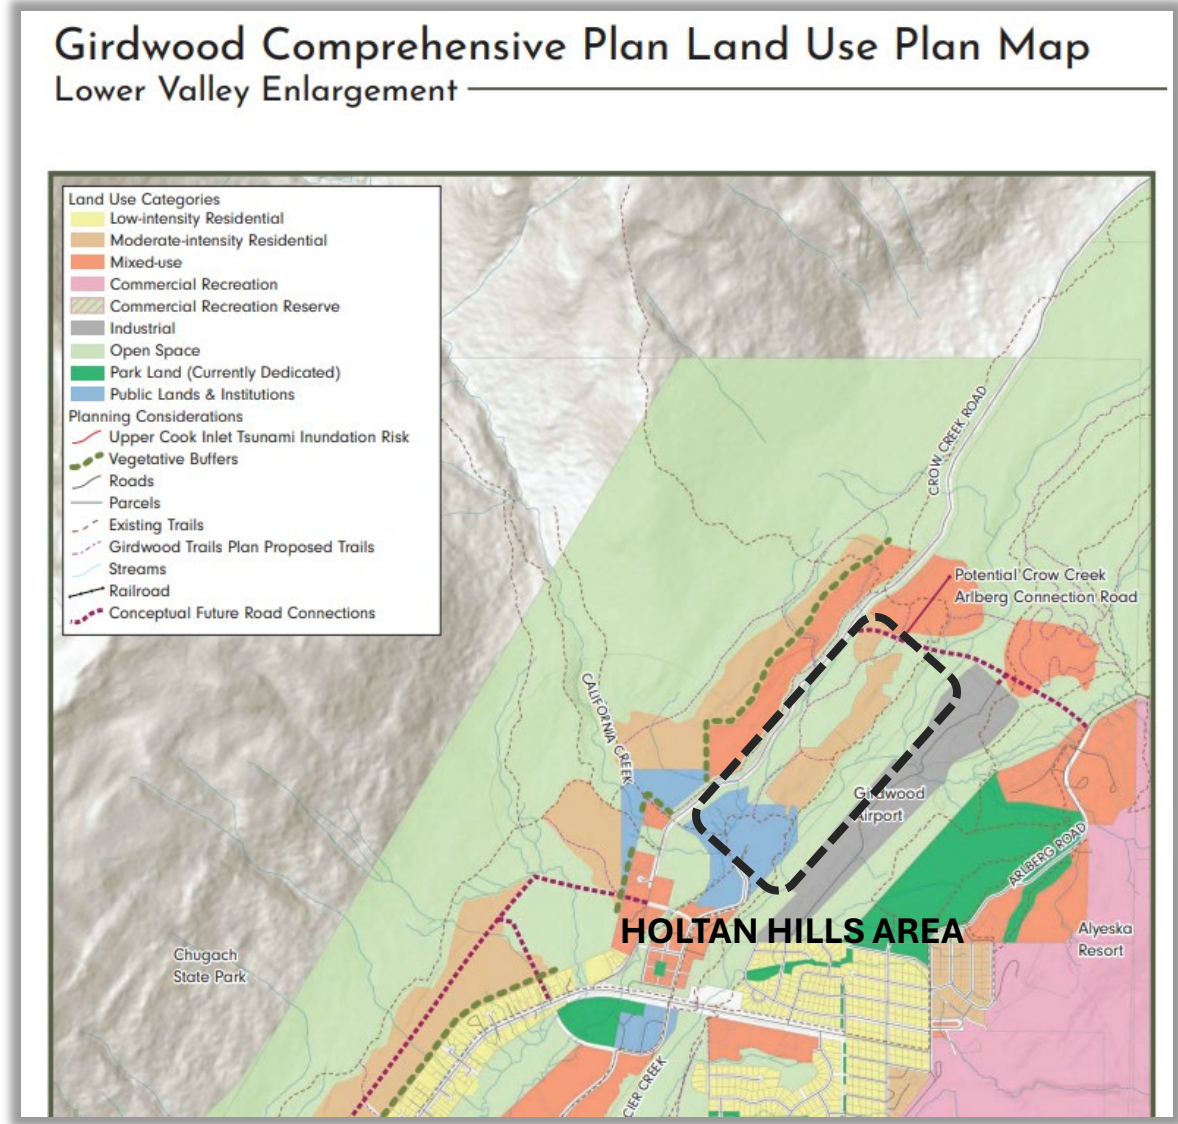 Girdwood Comprehensive Plan Land Use Plan Map
Lower Valley Enlargement
Land Use Categories
Low-intensity Residential
Moderate-intensity Residential
Mixed-use
Commercial Recreation
Commercial Recreation Reserve
Industrial
Open Space
Park Land (Currently Dedicated)
Public Lands & Institutions
Planning Considerations
Upper Cook Inlet Tsunami Inundation Risk
Vegetative Buffers
Roads
Parcels
Existing Trails
Girdwood Trails Plan Proposed Trails
Streams
Railroad
Conceptual Future Road Connections
CROW CREEK ROAD
Potential Crow Creek
Arlberg Connection Road
CALIFORNIA CREEK
Girdwood
Airport
ARLBERG ROAD
HOLTAN HILLS AREA
Alyeska
Resort
Chugach
State Park
CIER CREEK